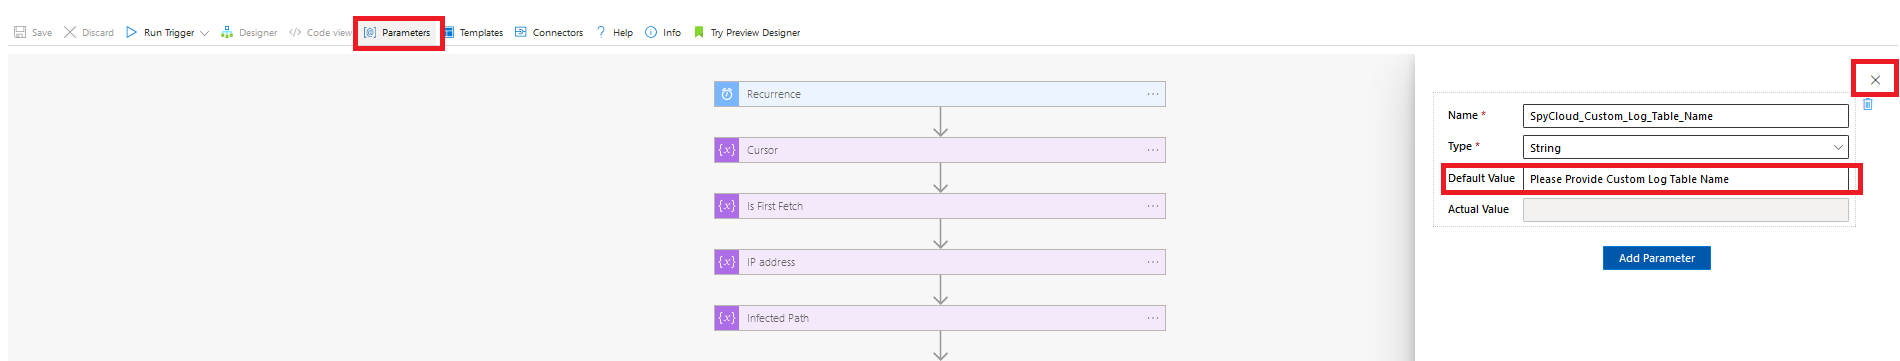 Save Discard Run Trigger Designer Code view [@] Parameters Templates Connectors ? Help Info Try Preview Designer
Recurrence ...
{x} Cursor ...
{x} Is First Fetch ...
{x} IP address ...
{x} Infected Path ...
Name * SpyCloud_Custom_Log_Table_Name
Type * String
Default Value Please Provide Custom Log Table Name
Actual Value
Add Parameter